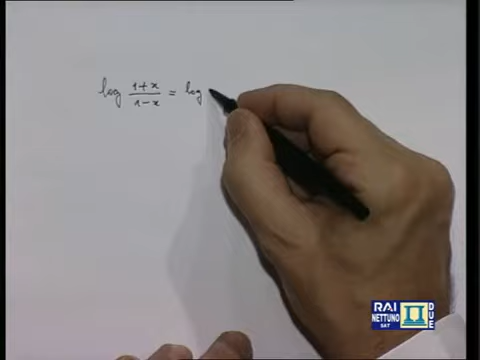 log 1+x / 1-x = log
RAI
NETTUNO
SAT
DUE